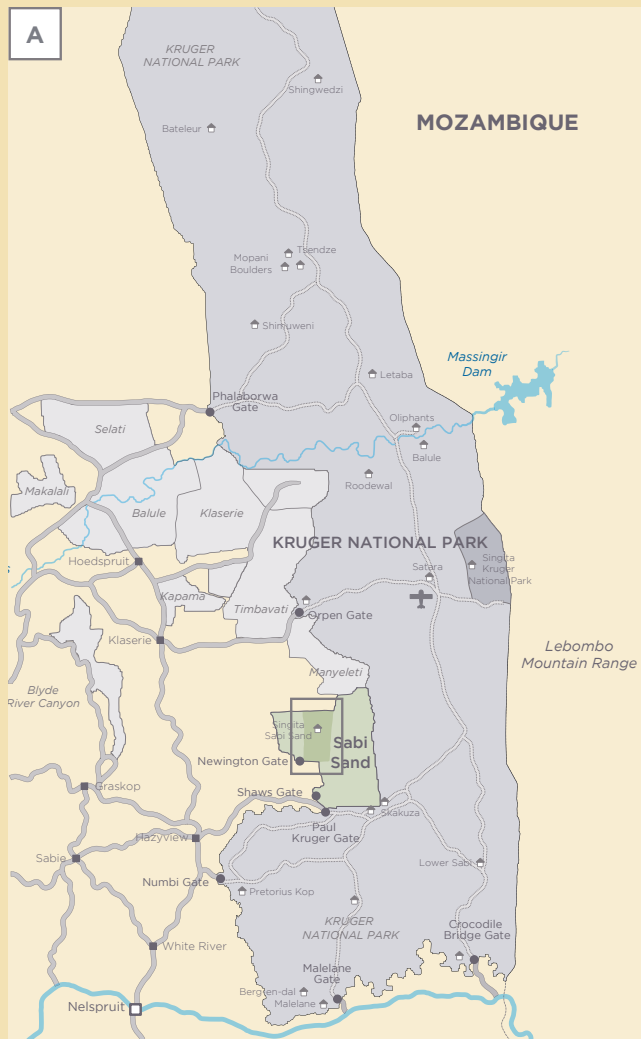 A
KRUGER
NATIONAL PARK
Shingwedzi
MOZAMBIQUE
Bateleur
Tsendze
Mopani
Boulders
Shimuweni
Massingir
Dam
Letaba
Phalaborwa
Gate
Oliphants
Selati
Balule
Roodewal
Makalali
Balule
Klaserie
KRUGER NATIONAL PARK
Hoedspruit
Singita
Kruger
National Park
Satara
s
Kapama
Timbavati
Orpen Gate
Klaserie
Lebombo
Mountain Range
Manyeleti
Blyde
River Canyon
Singita
Sabi Sand
Sabi
Sand
Newington Gate
Graskop
Shaws Gate
Skakuza
Paul
Kruger Gate
Hazyview
Sabie
Lower Sabi
Numbi Gate
Pretorius Kop
KRUGER
NATIONAL PARK
Crocodile
Bridge Gate
White River
Malelane
Gate
Berg-en-dal
Malelane
Nelspruit